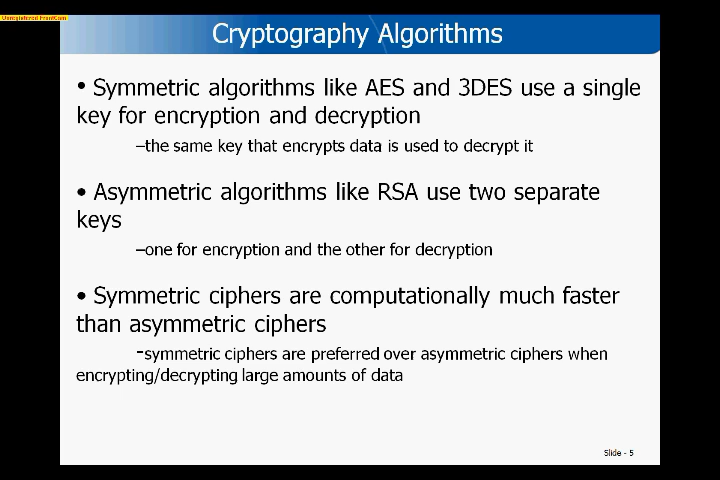 Unregistered FrontCam
Cryptography Algorithms
• Symmetric algorithms like AES and 3DES use a single
key for encryption and decryption
–the same key that encrypts data is used to decrypt it
• Asymmetric algorithms like RSA use two separate
keys
–one for encryption and the other for decryption
• Symmetric ciphers are computationally much faster
than asymmetric ciphers
-symmetric ciphers are preferred over asymmetric ciphers when
encrypting/decrypting large amounts of data
Slide - 5